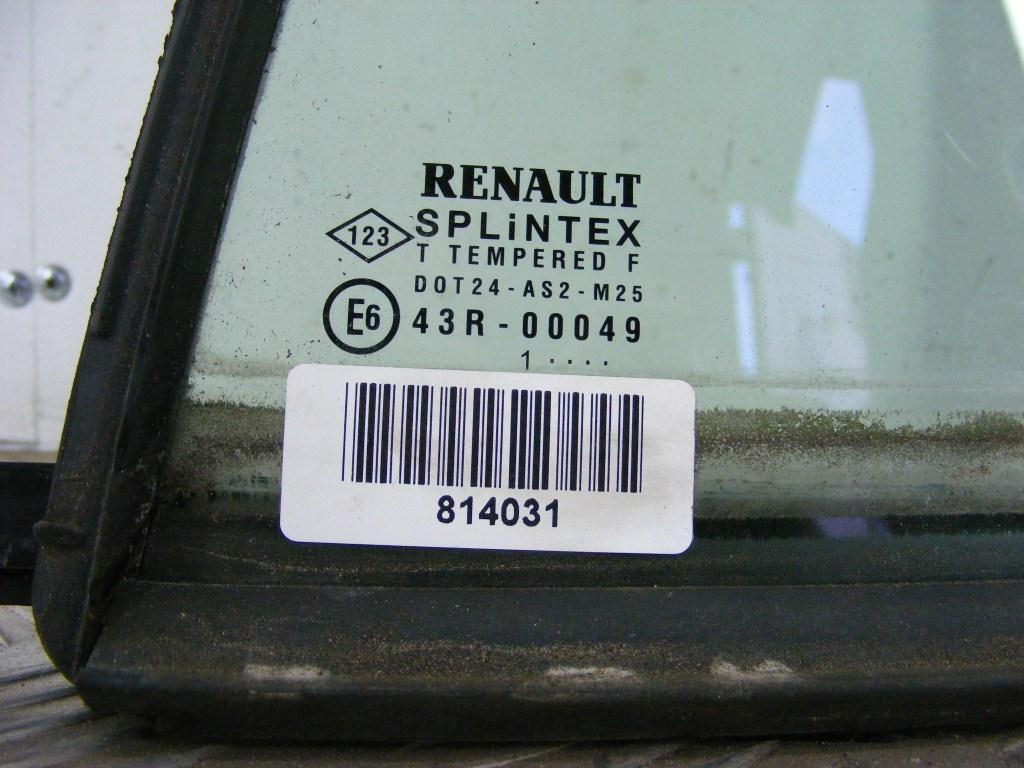 RENAULT
123 SPLiNTEX
T TEMPERED F
DOT24-AS2-M25
E6 43R-00049
1 ....
814031